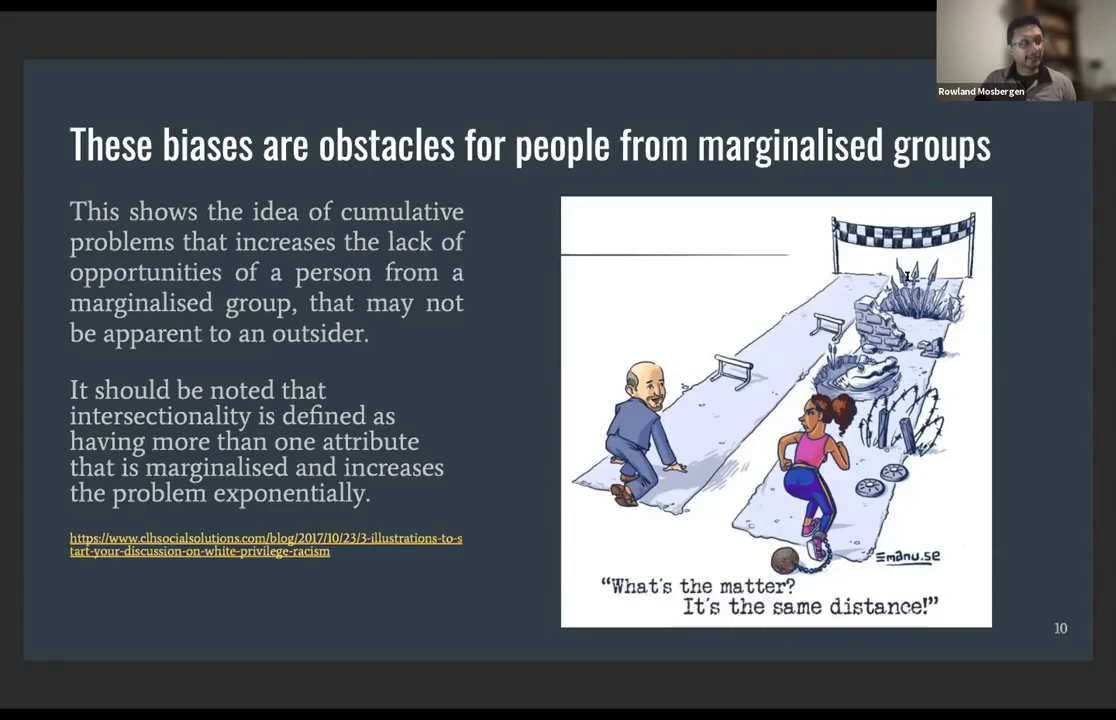 Rowland Mosbergen
These biases are obstacles for people from marginalised groups
This shows the idea of cumulative
problems that increases the lack of
opportunities of a person from a
marginalised group, that may not
be apparent to an outsider.
It should be noted that
intersectionality is defined as
having more than one attribute
that is marginalised and increases
the problem exponentially.
https://www.clhsocialsolutions.com/blog/2017/10/23/3-illustrations-to-s
tart-your-discussion-on-white-privilege-racism
Emanu.se
“What's the matter?
It's the same distance!”
10